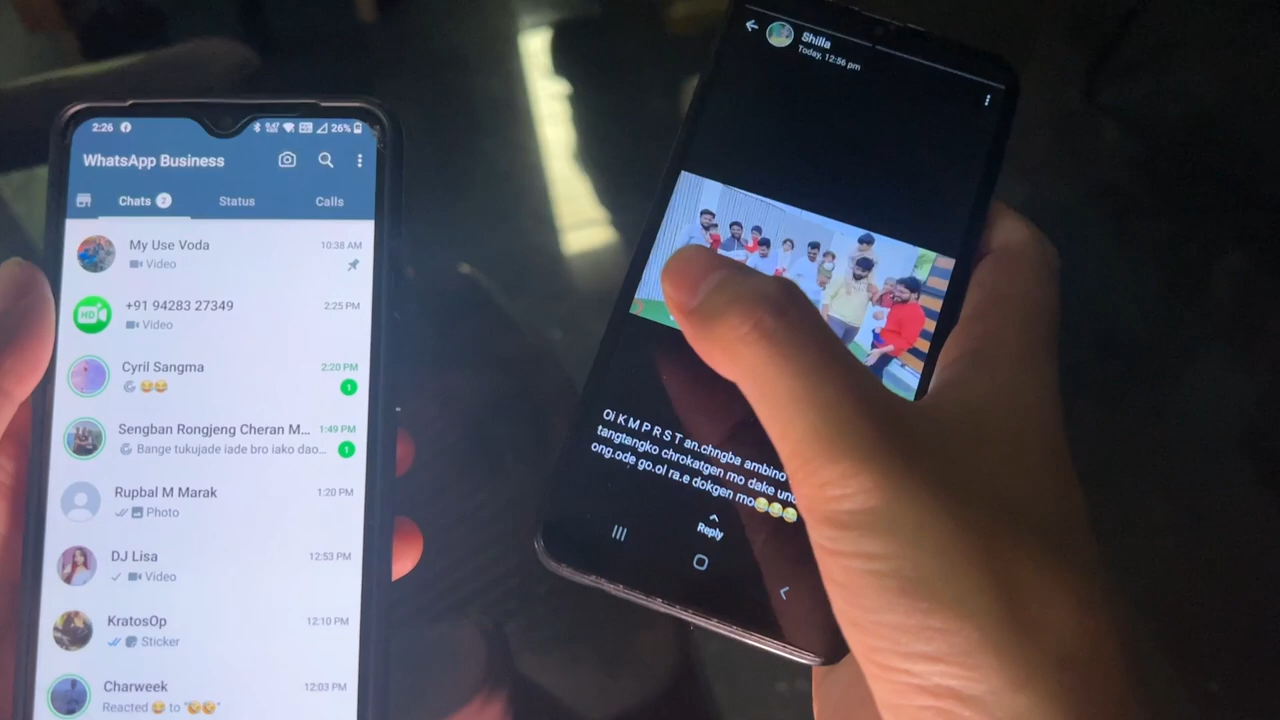 2:26
26%
WhatsApp Business
Chats 2
Status
Calls
My Use Voda
10:38 AM
Video
HD
+91 94283 27349
2:25 PM
Video
Cyril Sangma
2:20 PM
😂😂
1
Sengban Rongjeng Cheran M...
1:49 PM
Bange tukujade iade bro iako dao...
1
Rupbal M Marak
1:20 PM
Photo
DJ Lisa
12:53 PM
Video
KratosOp
12:10 PM
Sticker
Charweek
12:03 PM
Reacted 😂 to "🤣🤣"
Shilla
Today, 12:56 pm
Oi K M P R S T an.chngba ambino
tangtangko chrokatgen mo dake
ong.ode go.ol ra.e dokgen mo😂😂😂
Reply